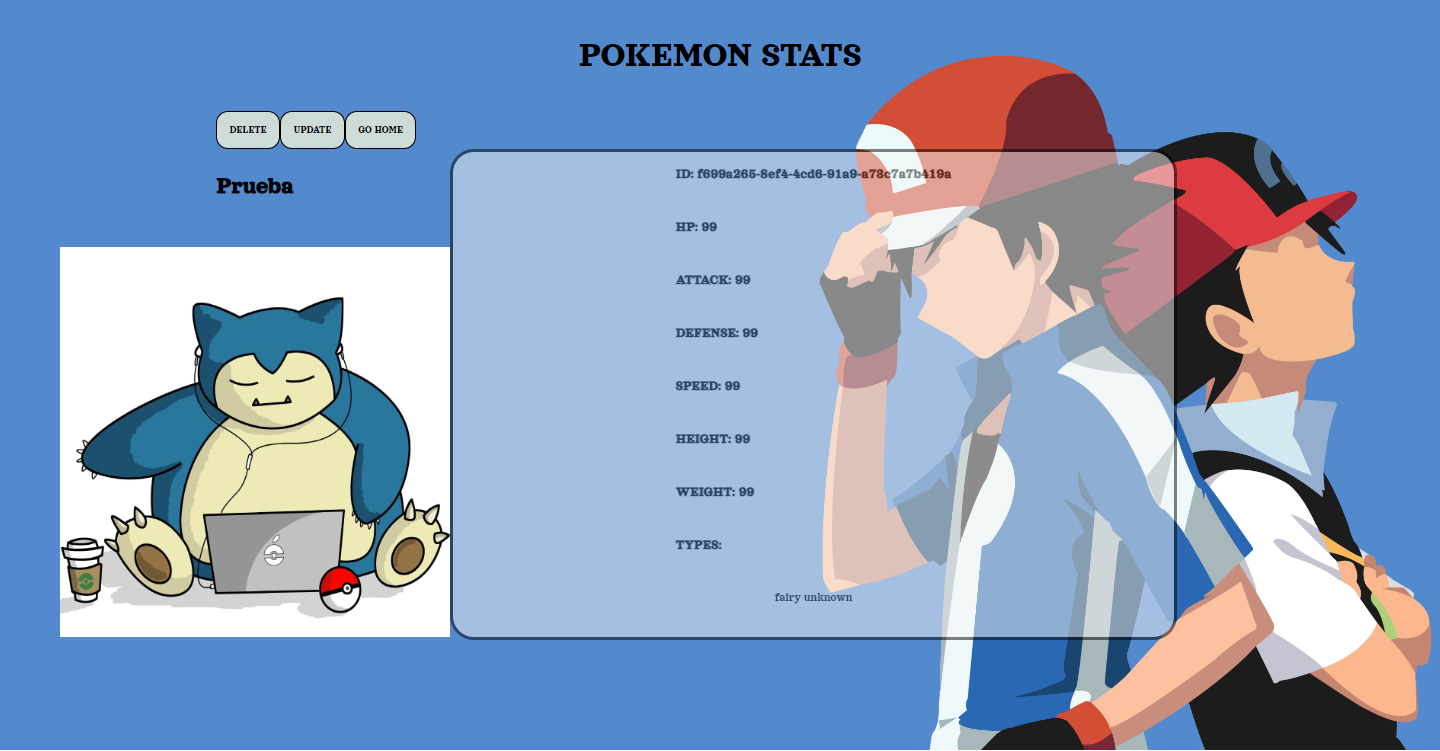 POKEMON STATS
DELETE UPDATE GO HOME
Prueba
ID: f699a265-8ef4-4cd6-91a9-a73c7a7b419a
HP: 99
ATTACK: 99
DEFENSE: 99
SPEED: 99
HEIGHT: 99
WEIGHT: 99
TYPES:
fairy unknown